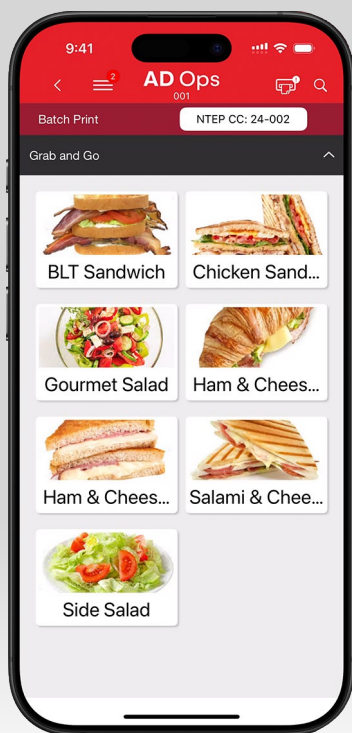 9:41
2
AD Ops
001
Batch Print
NTEP CC: 24-002
Grab and Go
BLT Sandwich
Chicken Sand...
Gourmet Salad
Ham & Chees...
Ham & Chees...
Salami & Chee...
Side Salad